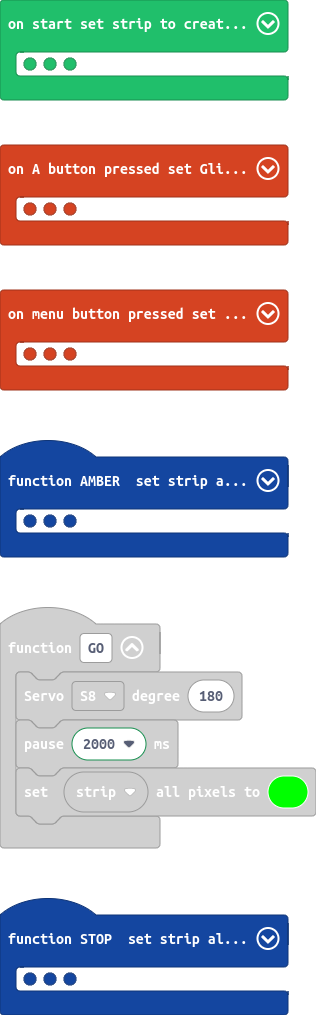 on start set strip to creat...
on A button pressed set Gli...
on menu button pressed set ...
function AMBER set strip a...
function GO
Servo S8 degree 180
pause 2000 ms
set strip all pixels to
function STOP set strip al...